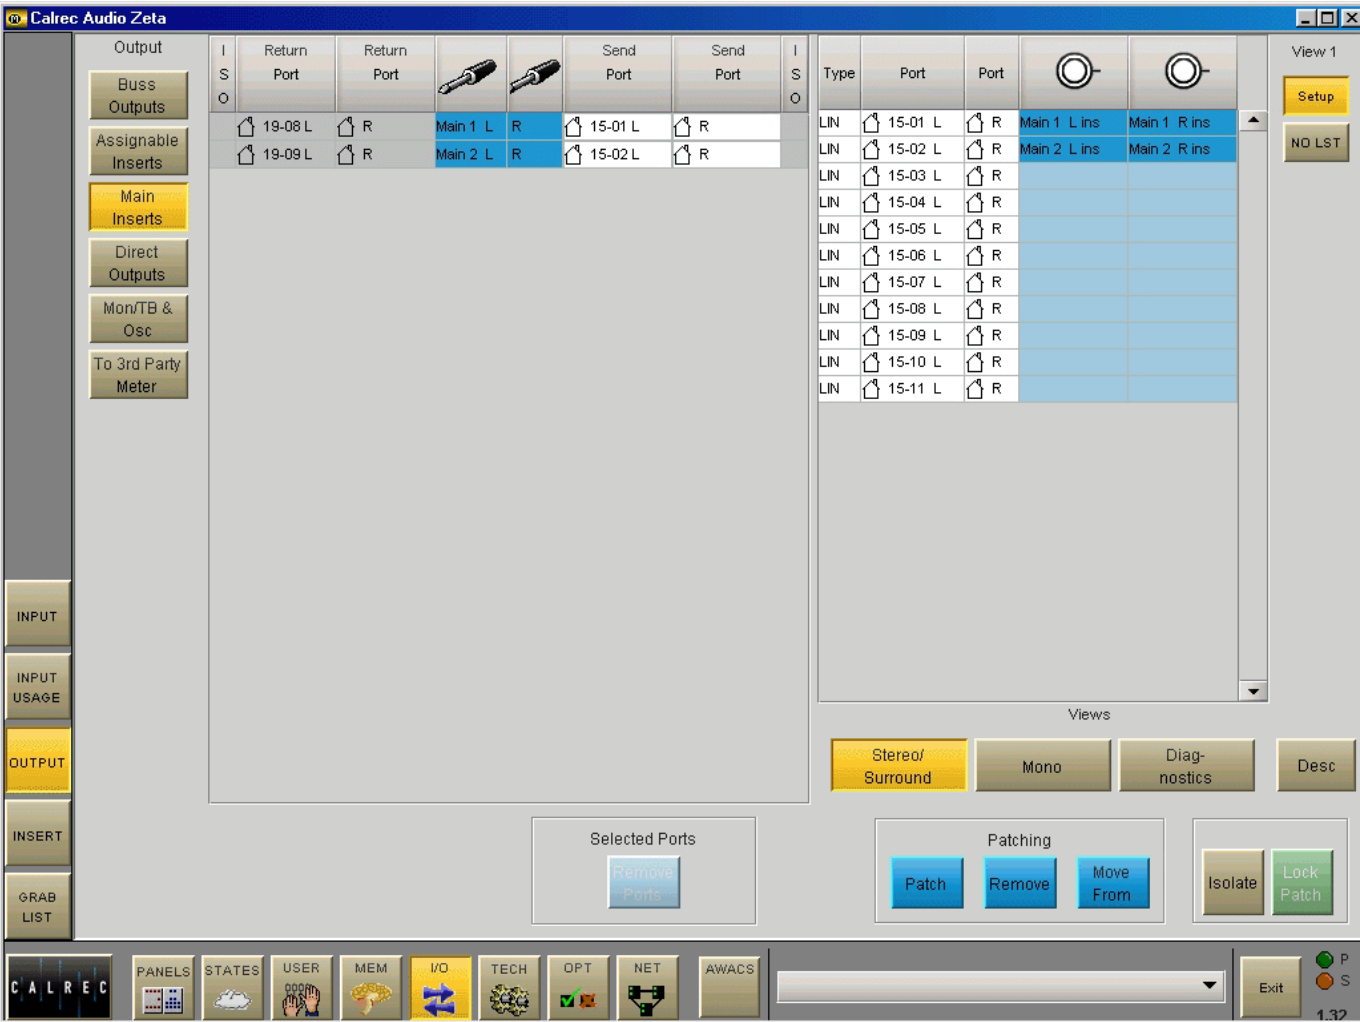 Calrec Audio Zeta
Output
Buss
Outputs
Assignable
Inserts
Main
Inserts
Direct
Outputs
Mon/TB &
Osc
To 3rd Party
Meter
I S O Return Port Return Port Send Port Send Port I S O
19-08 L R Main 1 L R 15-01 L R
19-09 L R Main 2 L R 15-02 L R
Type Port Port
LIN 15-01 L R Main 1 L ins Main 1 R ins
LIN 15-02 L R Main 2 L ins Main 2 R ins
LIN 15-03 L R
LIN 15-04 L R
LIN 15-05 L R
LIN 15-06 L R
LIN 15-07 L R
LIN 15-08 L R
LIN 15-09 L R
LIN 15-10 L R
LIN 15-11 L R
View 1
Setup
NO LST
INPUT
INPUT
USAGE
OUTPUT
INSERT
GRAB
LIST
Views
Stereo/
Surround
Mono
Diag-
nostics
Desc
Selected Ports
Remove
Ports
Patching
Patch
Remove
Move
From
Isolate
Lock
Patch
CALREC
PANELS
STATES
USER
MEM
I/O
TECH
OPT
NET
AWACS
Exit
P
S
1.32